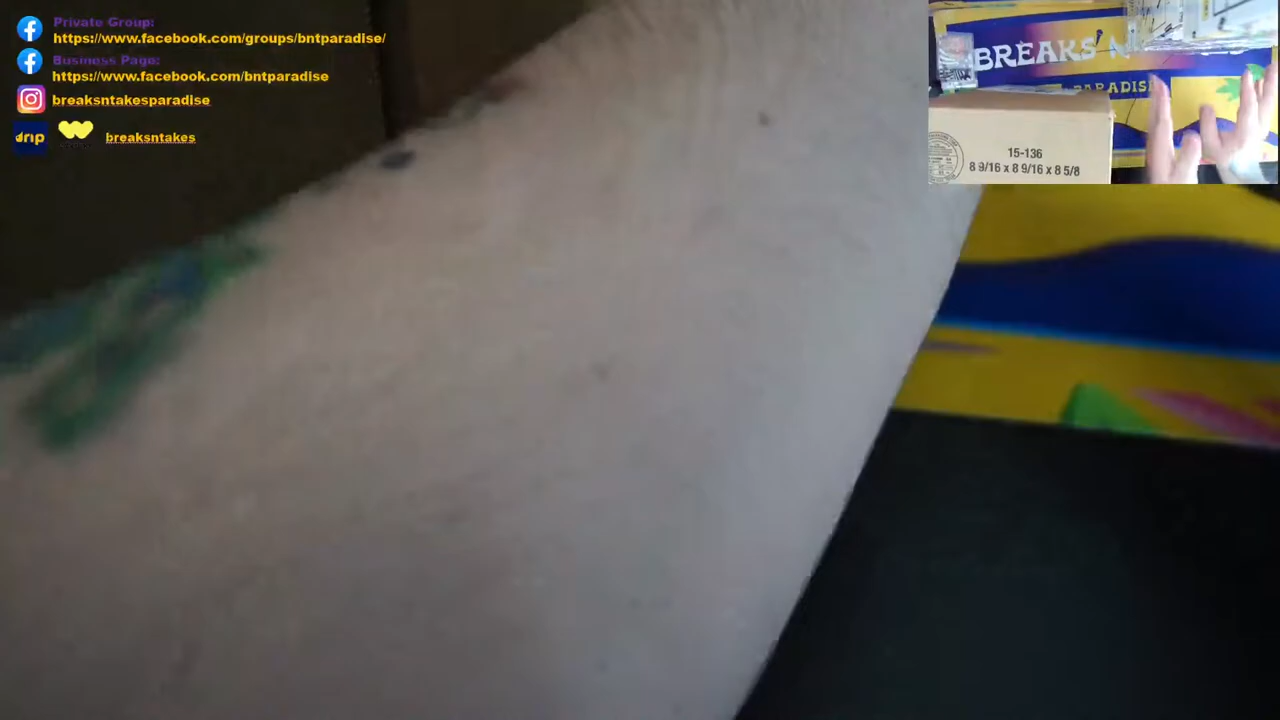 Private Group:
https://www.facebook.com/groups/bntparadise/
Business Page:
https://www.facebook.com/bntparadise
breaksntakesparadise
drip
breaksntakes
BREAKS N
PARADISE
15-136
8 9/16 x 8 9/16 x 8 5/8